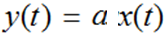 y(t) = a x(t)